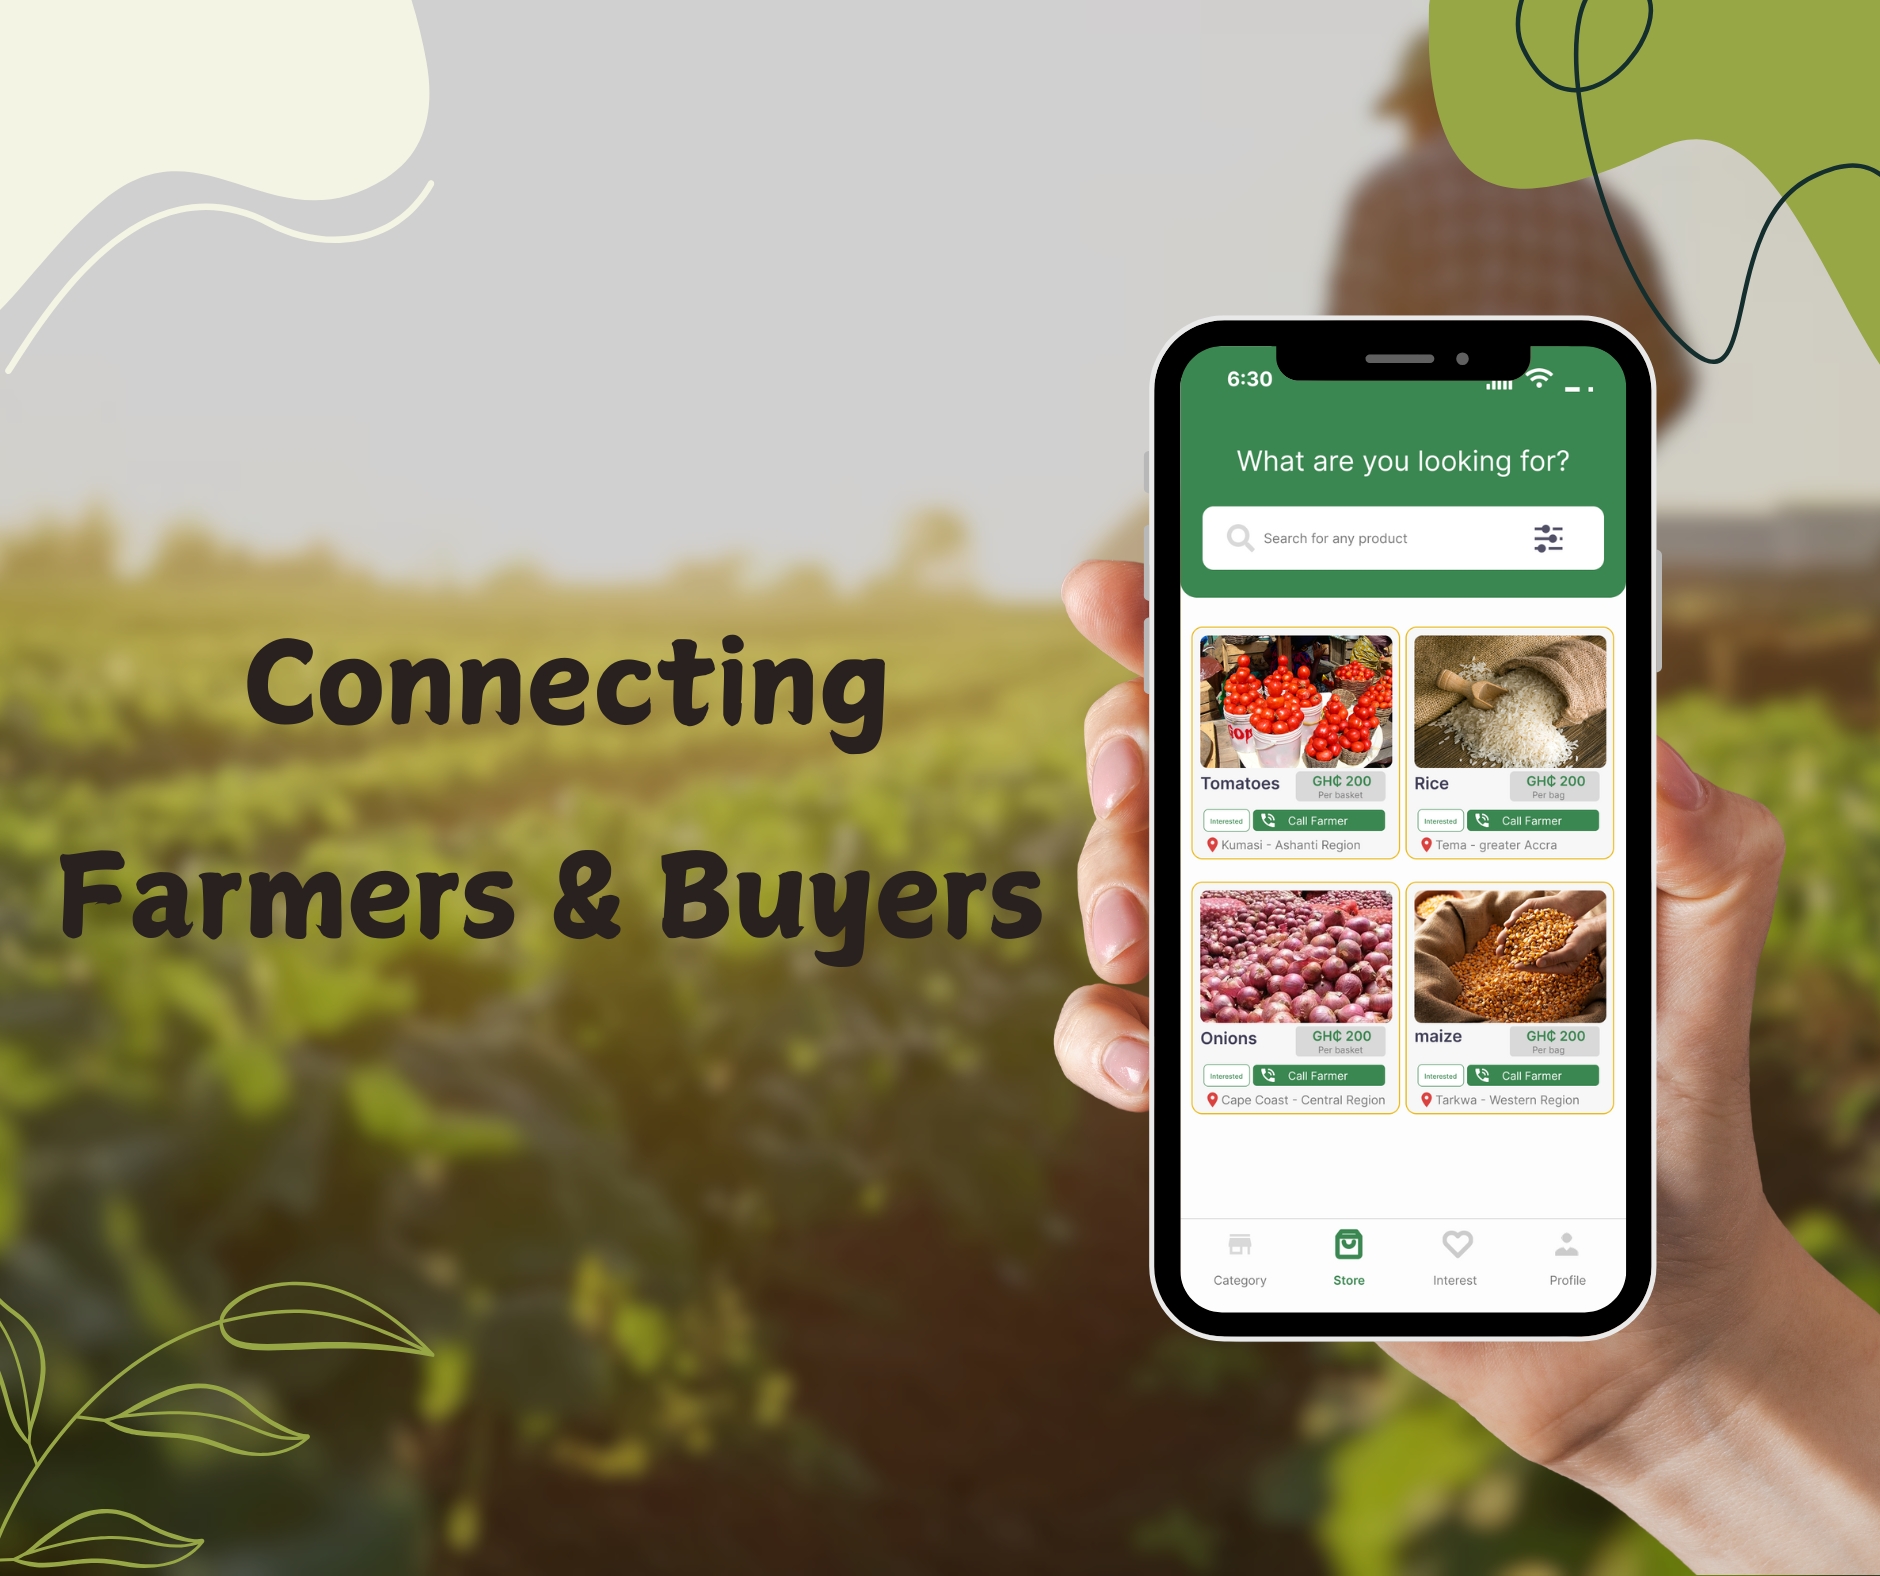 Connecting
Farmers & Buyers
6:30
What are you looking for?
Search for any product
Tomatoes
GH₵ 200
Per basket
Interested
Call Farmer
Kumasi - Ashanti Region
Rice
GH₵ 200
Per bag
Interested
Call Farmer
Tema - greater Accra
Onions
GH₵ 200
Per basket
Interested
Call Farmer
Cape Coast - Central Region
maize
GH₵ 200
Per bag
Interested
Call Farmer
Tarkwa - Western Region
Category
Store
Interest
Profile